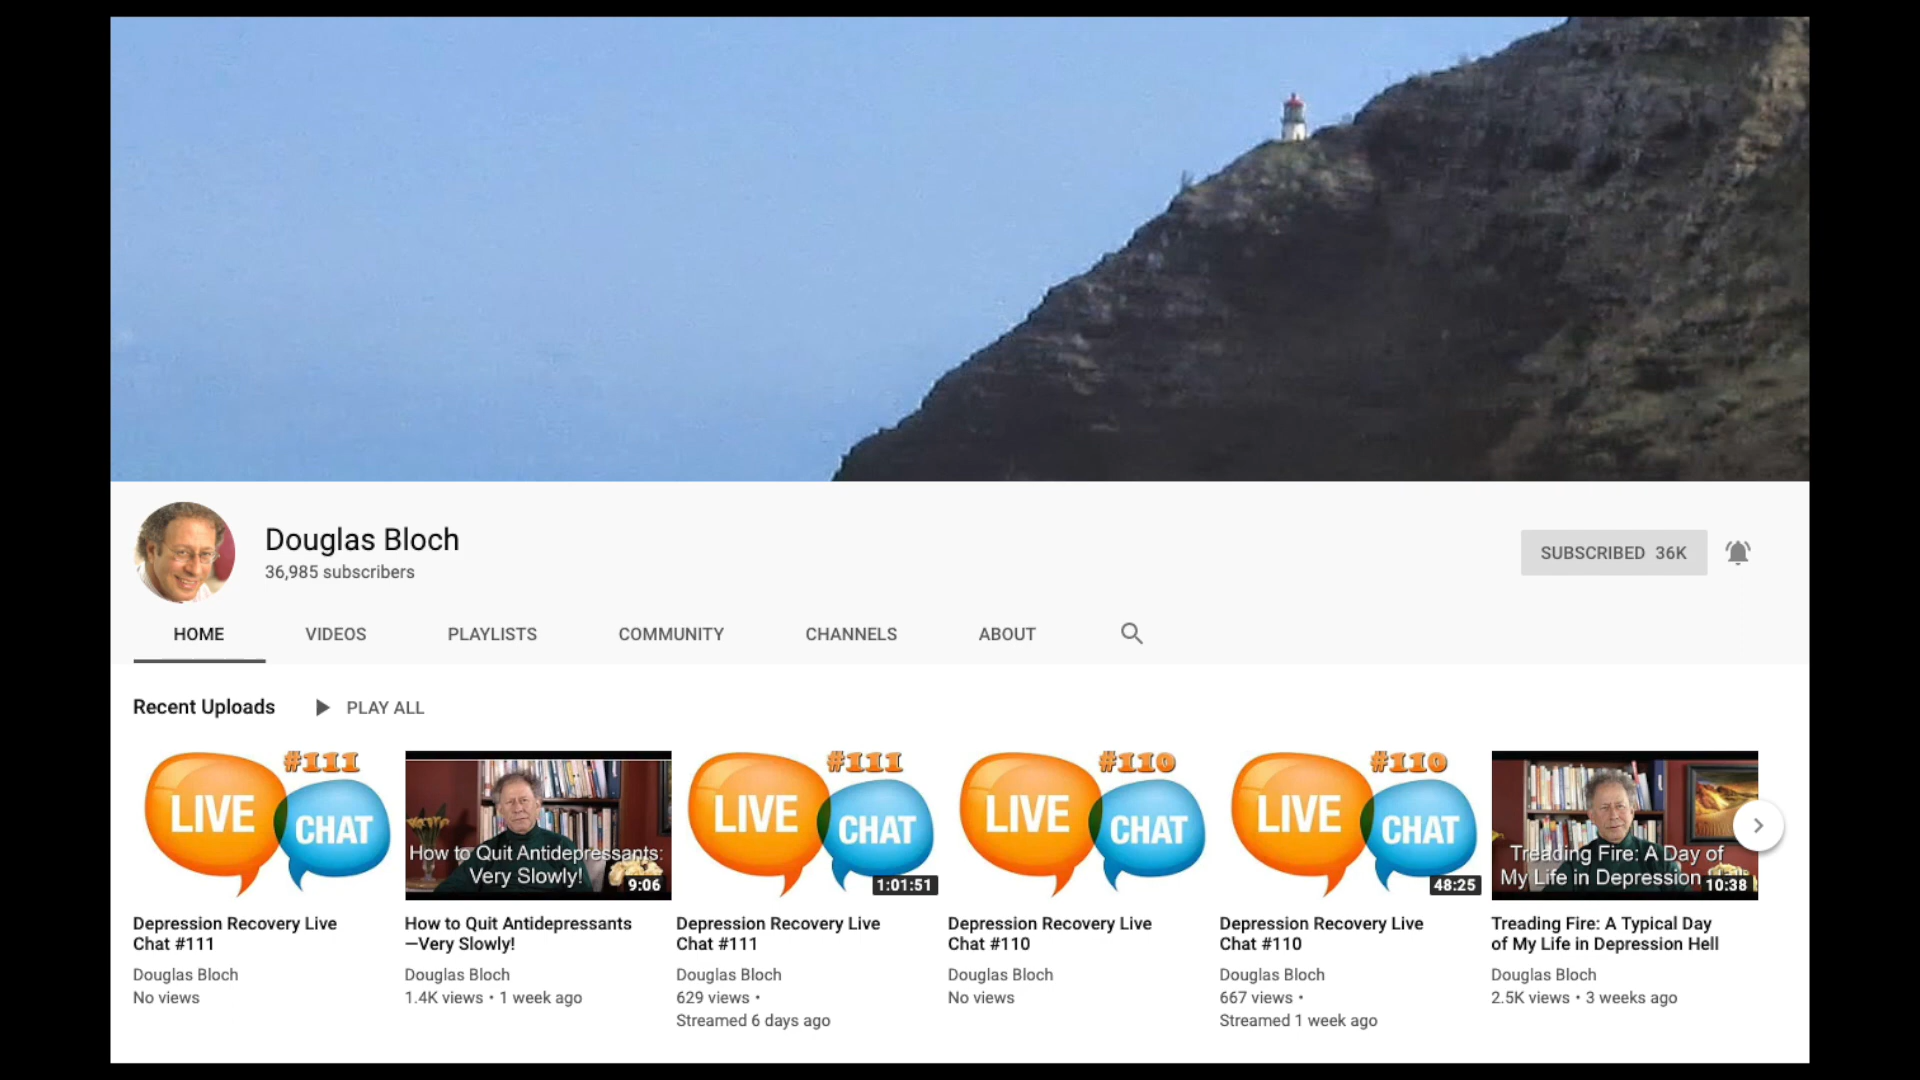 Douglas Bloch
36,985 subscribers
SUBSCRIBED 36K
HOME
VIDEOS
PLAYLISTS
COMMUNITY
CHANNELS
ABOUT
Recent Uploads
PLAY ALL
#111
LIVE
CHAT
Depression Recovery Live
Chat #111
Douglas Bloch
No views
How to Quit Antidepressants:
Very Slowly!
9:06
How to Quit Antidepressants
—Very Slowly!
Douglas Bloch
1.4K views • 1 week ago
#111
LIVE
CHAT
1:01:51
Depression Recovery Live
Chat #111
Douglas Bloch
629 views •
Streamed 6 days ago
#110
LIVE
CHAT
Depression Recovery Live
Chat #110
Douglas Bloch
No views
#110
LIVE
CHAT
48:25
Depression Recovery Live
Chat #110
Douglas Bloch
667 views •
Streamed 1 week ago
Treading Fire: A Day of
My Life in Depression
10:38
Treading Fire: A Typical Day
of My Life in Depression Hell
Douglas Bloch
2.5K views • 3 weeks ago